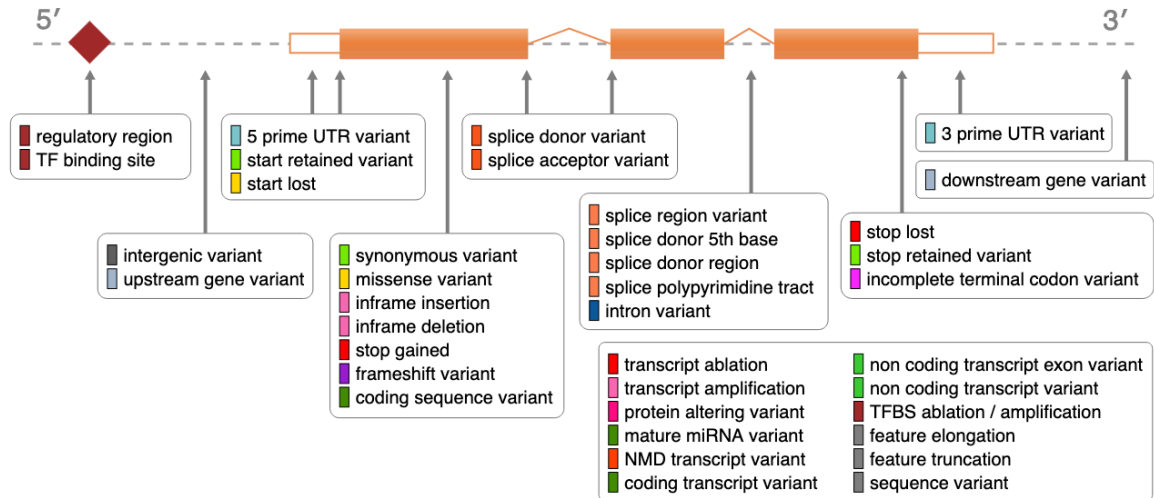 5′
3′
regulatory region
TF binding site
5 prime UTR variant
start retained variant
start lost
splice donor variant
splice acceptor variant
3 prime UTR variant
downstream gene variant
intergenic variant
upstream gene variant
synonymous variant
missense variant
inframe insertion
inframe deletion
stop gained
frameshift variant
coding sequence variant
splice region variant
splice donor 5th base
splice donor region
splice polypyrimidine tract
intron variant
stop lost
stop retained variant
incomplete terminal codon variant
transcript ablation
transcript amplification
protein altering variant
mature miRNA variant
NMD transcript variant
coding transcript variant
non coding transcript exon variant
non coding transcript variant
TFBS ablation / amplification
feature elongation
feature truncation
sequence variant